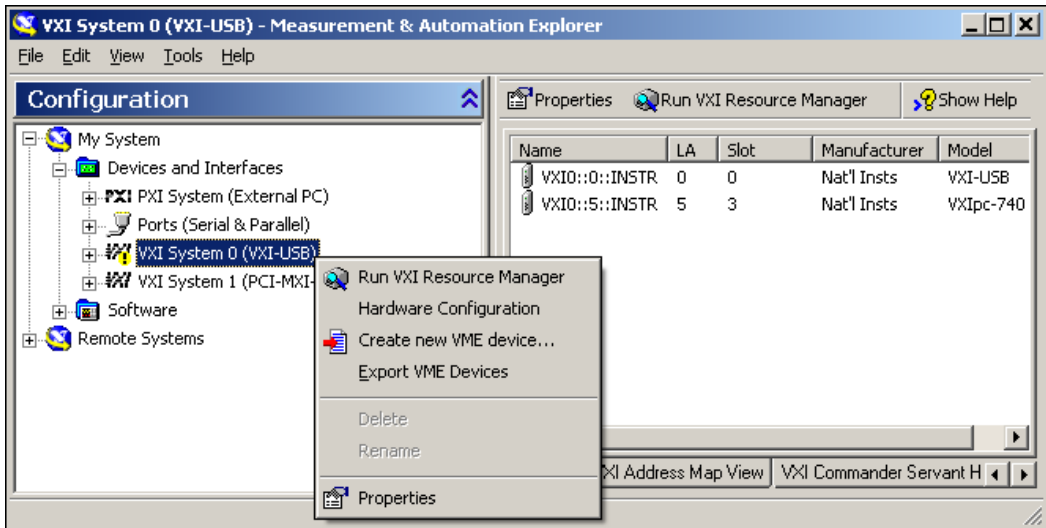 VXI System 0 (VXI-USB) - Measurement & Automation Explorer
File Edit View Tools Help
Configuration
Properties Run VXI Resource Manager Show Help
My System
Devices and Interfaces
PXI PXI System (External PC)
Ports (Serial & Parallel)
VXI VXI System 0 (VXI-USB)
VXI VXI System 1 (PCI-MXI-
Software
Remote Systems
Name LA Slot Manufacturer Model
VXI0::0::INSTR 0 0 Nat'l Insts VXI-USB
VXI0::5::INSTR 5 3 Nat'l Insts VXIpc-740
Run VXI Resource Manager
Hardware Configuration
Create new VME device...
Export VME Devices
Delete
Rename
Properties
XI Address Map View VXI Commander Servant H